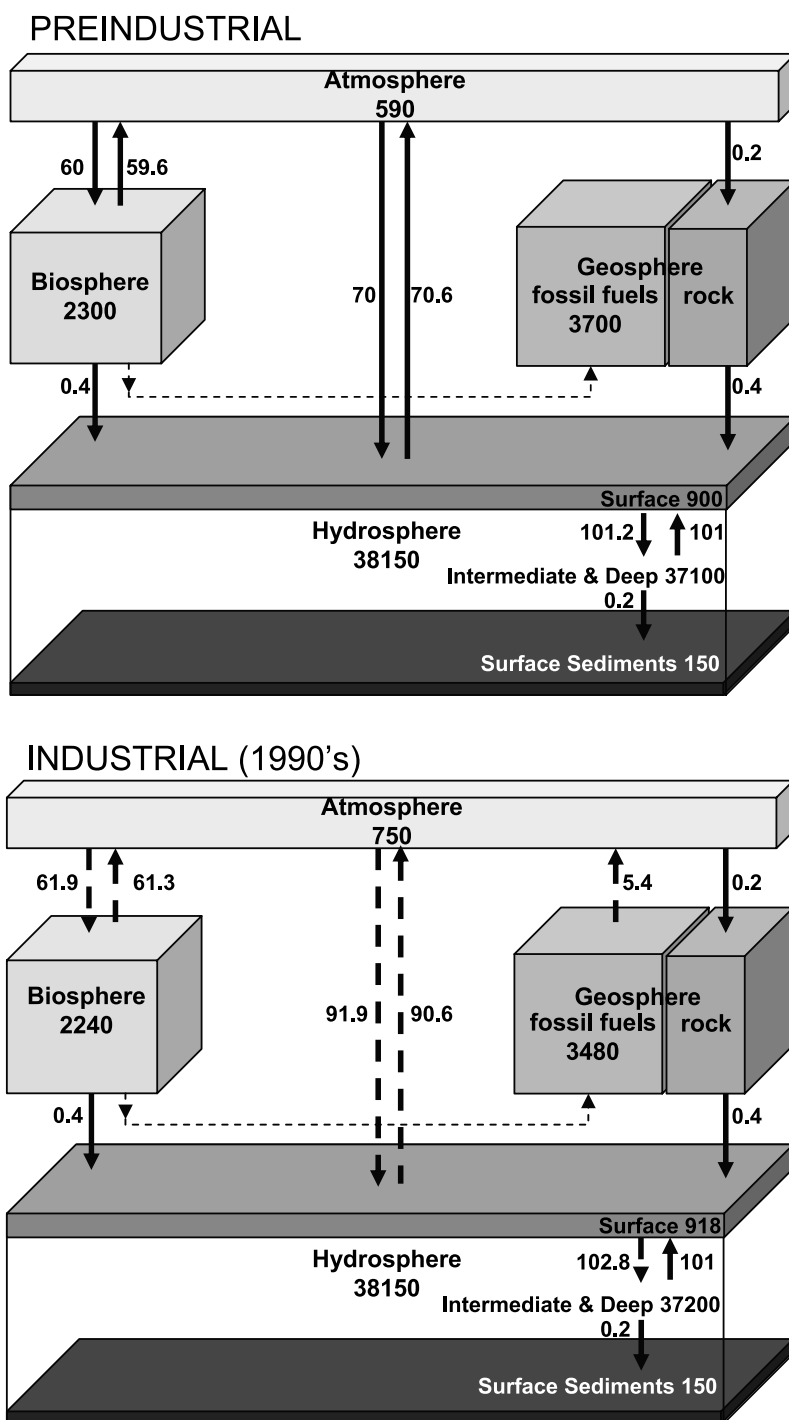 PREINDUSTRIAL
Atmosphere
590
60
59.6
0.2
70
70.6
Biosphere
2300
Geosphere
fossil fuels
rock
3700
0.4
0.4
Surface 900
Hydrosphere
38150
101.2
101
Intermediate & Deep 37100
0.2
Surface Sediments 150
INDUSTRIAL (1990's)
Atmosphere
750
61.9
61.3
5.4
0.2
Biosphere
2240
91.9
90.6
Geosphere
fossil fuels
rock
3480
0.4
0.4
Surface 918
Hydrosphere
38150
102.8
101
Intermediate & Deep 37200
0.2
Surface Sediments 150